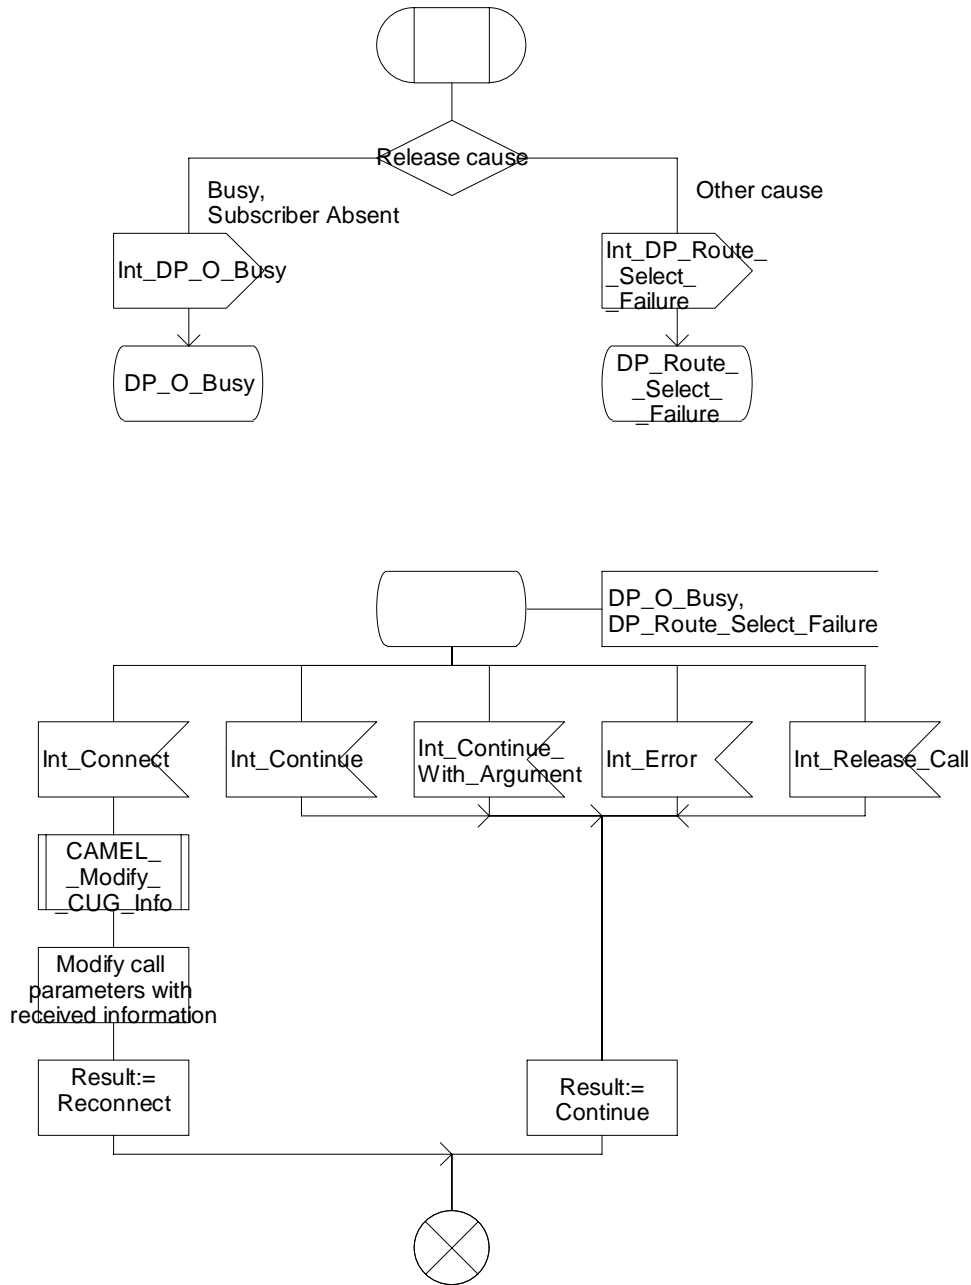 Release cause
Busy,
Subscriber Absent
Other cause
Int_DP_O_Busy
Int_DP_Route_
_Select_
_Failure
DP_O_Busy
DP_Route_
_Select_
_Failure
DP_O_Busy,
DP_Route_Select_Failure
Int_Connect
Int_Continue
Int_Continue_
With_Argument
Int_Error
Int_Release_Call
CAMEL_
_Modify_
_CUG_Info
Modify call
parameters with
received information
Result:=
Reconnect
Result:=
Continue